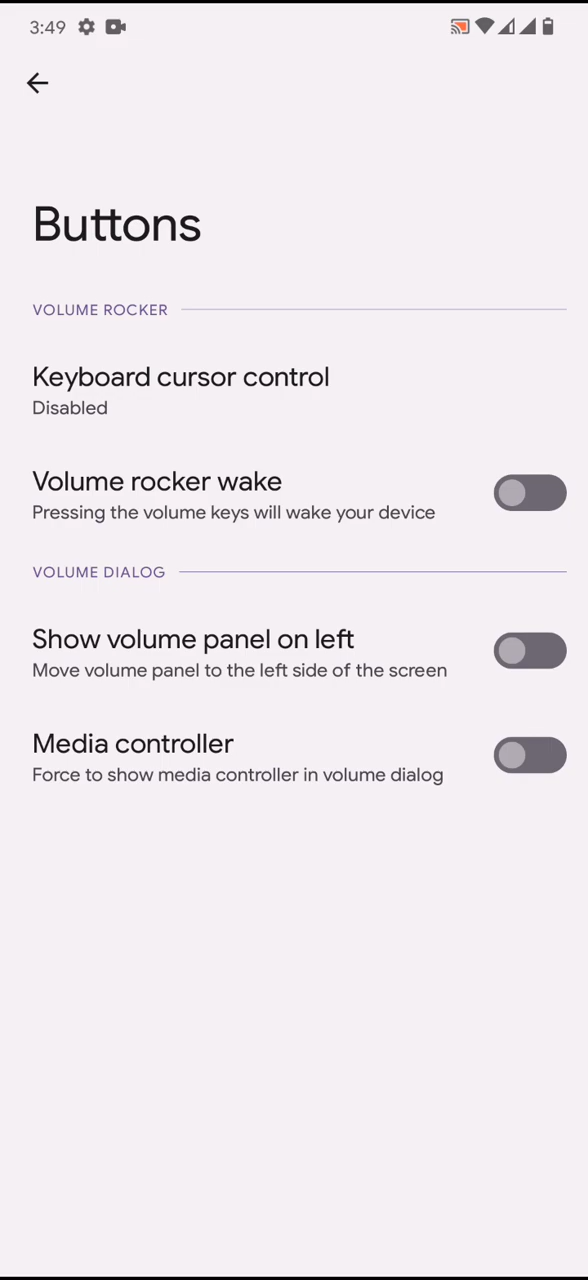 3:49
Buttons
VOLUME ROCKER
Keyboard cursor control
Disabled
Volume rocker wake
Pressing the volume keys will wake your device
VOLUME DIALOG
Show volume panel on left
Move volume panel to the left side of the screen
Media controller
Force to show media controller in volume dialog